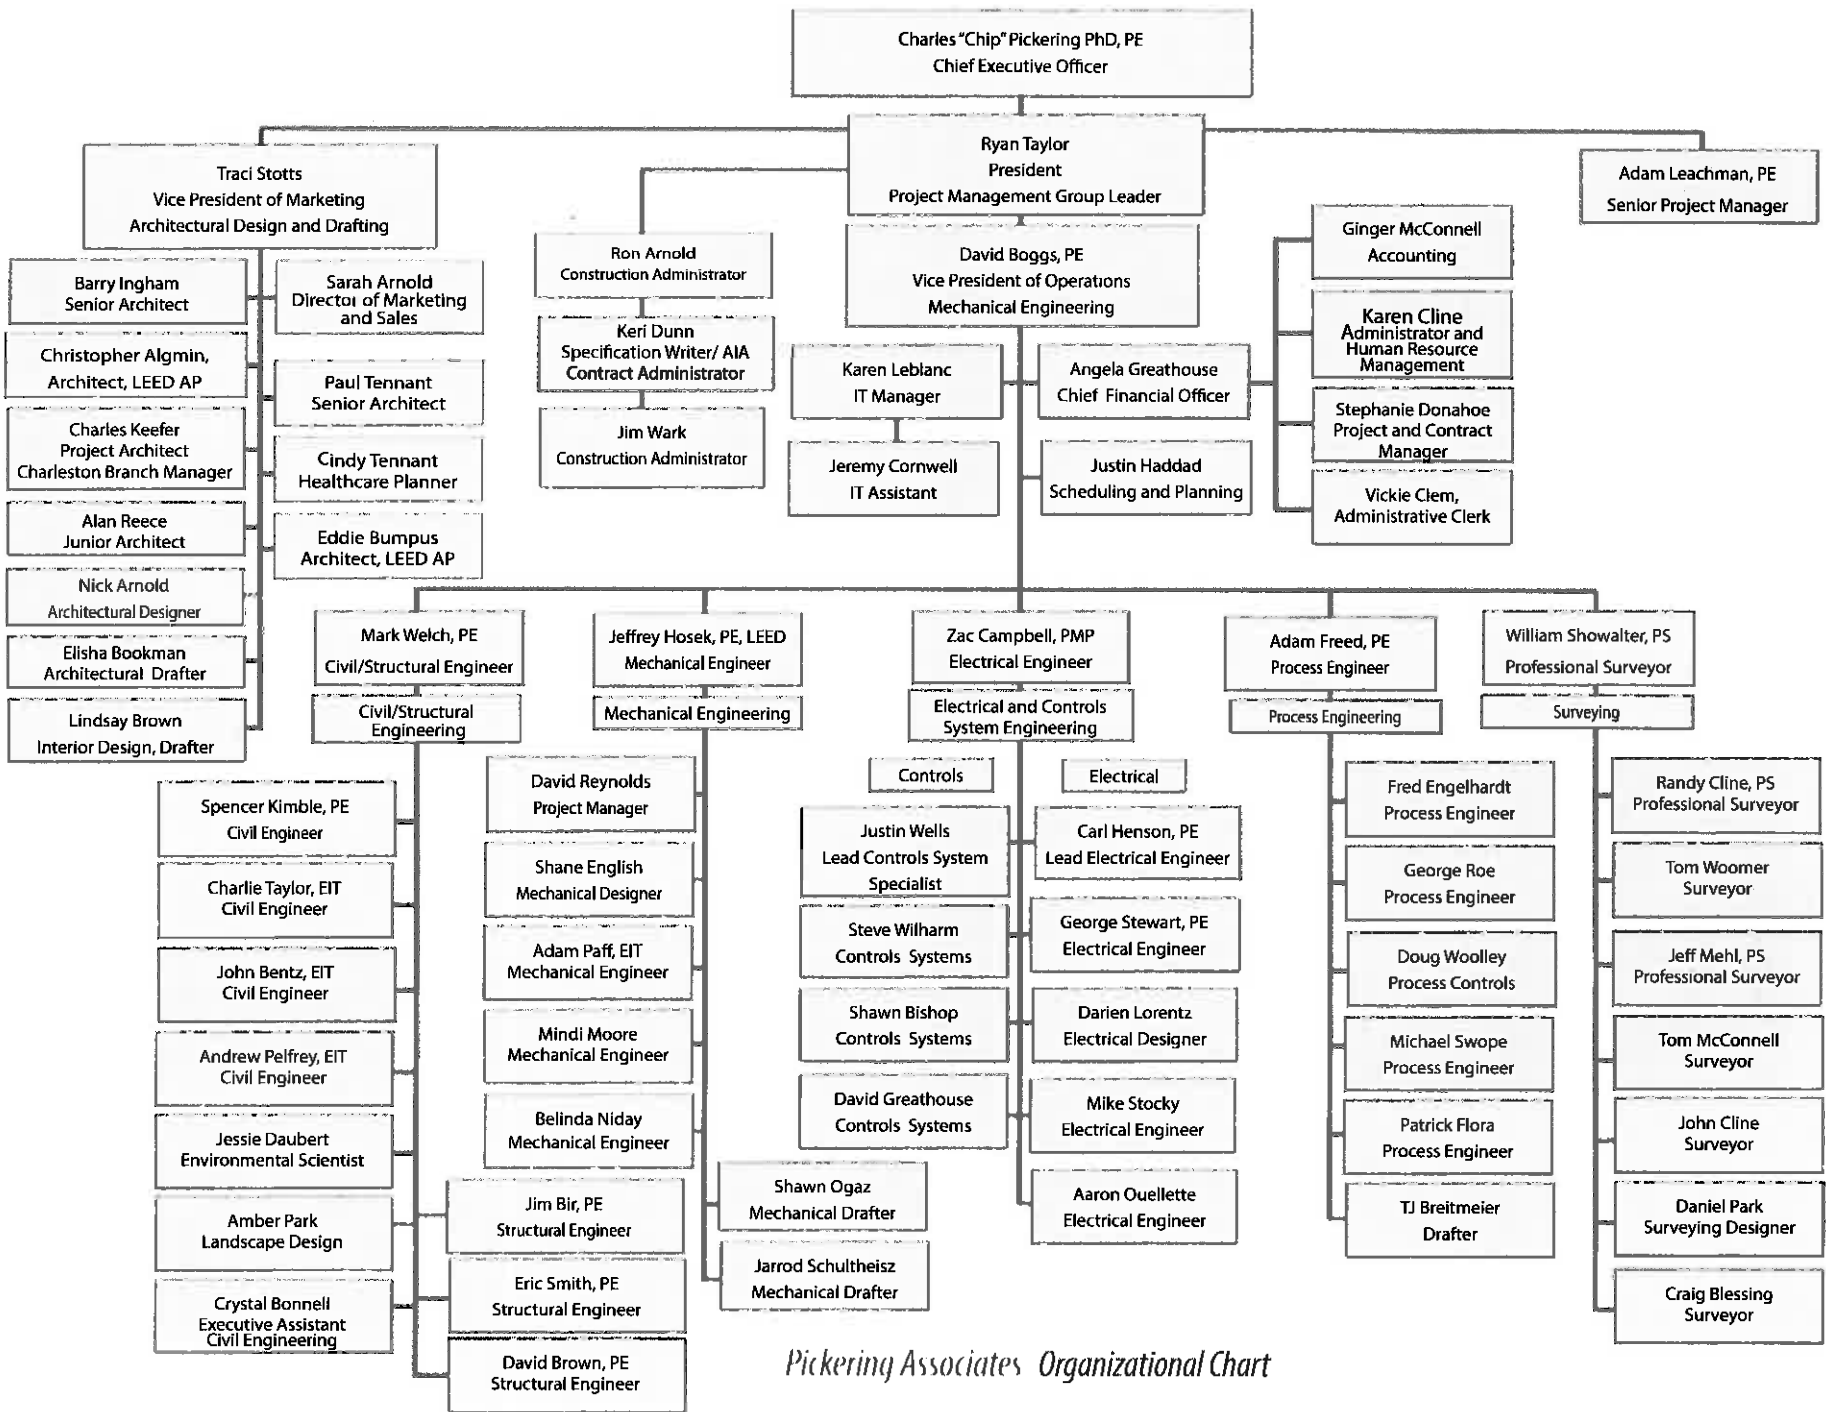 Charles "Chip" Pickering PhD, PE
Chief Executive Officer
Ryan Taylor
President
Project Management Group Leader
Traci Stotts
Vice President of Marketing
Architectural Design and Drafting
Adam Leachman, PE
Senior Project Manager
Barry Ingham
Senior Architect
Sarah Arnold
Director of Marketing
and Sales
Christopher Algmin,
Architect, LEED AP
Paul Tennant
Senior Architect
Charles Keefer
Project Architect
Charleston Branch Manager
Cindy Tennant
Healthcare Planner
Alan Reece
Junior Architect
Eddie Bumpus
Architect, LEED AP
Nick Arnold
Architectural Designer
Elisha Bookman
Architectural Drafter
Lindsay Brown
Interior Design, Drafter
Ron Arnold
Construction Administrator
Keri Dunn
Specification Writer/ AIA
Contract Administrator
Jim Wark
Construction Administrator
David Boggs, PE
Vice President of Operations
Mechanical Engineering
Karen Leblanc
IT Manager
Angela Greathouse
Chief Financial Officer
Jeremy Cornwell
IT Assistant
Justin Haddad
Scheduling and Planning
Ginger McConnell
Accounting
Karen Cline
Administrator and
Human Resource
Management
Stephanie Donahoe
Project and Contract
Manager
Vickie Clem,
Administrative Clerk
Mark Welch, PE
Civil/Structural Engineer
Civil/Structural
Engineering
Spencer Kimble, PE
Civil Engineer
Charlie Taylor, EIT
Civil Engineer
John Bentz, EIT
Civil Engineer
Andrew Pelfrey, EIT
Civil Engineer
Jessie Daubert
Environmental Scientist
Amber Park
Landscape Design
Crystal Bonnell
Executive Assistant
Civil Engineering
Jim Bir, PE
Structural Engineer
Eric Smith, PE
Structural Engineer
David Brown, PE
Structural Engineer
Jeffrey Hosek, PE, LEED
Mechanical Engineer
Mechanical Engineering
David Reynolds
Project Manager
Shane English
Mechanical Designer
Adam Paff, EIT
Mechanical Engineer
Mindi Moore
Mechanical Engineer
Belinda Niday
Mechanical Engineer
Shawn Ogaz
Mechanical Drafter
Jarrod Schultheisz
Mechanical Drafter
Zac Campbell, PMP
Electrical Engineer
Electrical and Controls
System Engineering
Controls
Electrical
Justin Wells
Lead Controls System
Specialist
Carl Henson, PE
Lead Electrical Engineer
Steve Wilharm
Controls Systems
George Stewart, PE
Electrical Engineer
Shawn Bishop
Controls Systems
Darien Lorentz
Electrical Designer
David Greathouse
Controls Systems
Mike Stocky
Electrical Engineer
Aaron Ouellette
Electrical Engineer
Adam Freed, PE
Process Engineer
Process Engineering
Fred Engelhardt
Process Engineer
George Roe
Process Engineer
Doug Woolley
Process Controls
Michael Swope
Process Engineer
Patrick Flora
Process Engineer
TJ Breitmeier
Drafter
William Showalter, PS
Professional Surveyor
Surveying
Randy Cline, PS
Professional Surveyor
Tom Woomer
Surveyor
Jeff Mehl, PS
Professional Surveyor
Tom McConnell
Surveyor
John Cline
Surveyor
Daniel Park
Surveying Designer
Craig Blessing
Surveyor
Pickering Associates Organizational Chart